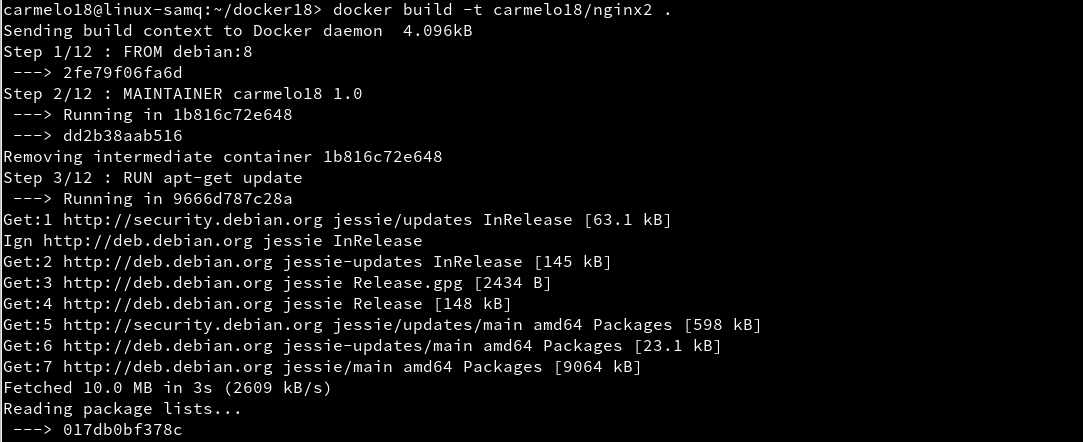 carmelo18@linux-samq:~/docker18> docker build -t carmelo18/nginx2 .
Sending build context to Docker daemon  4.096kB
Step 1/12 : FROM debian:8
 ---> 2fe79f06fa6d
Step 2/12 : MAINTAINER carmelo18 1.0
 ---> Running in 1b816c72e648
 ---> dd2b38aab516
Removing intermediate container 1b816c72e648
Step 3/12 : RUN apt-get update
 ---> Running in 9666d787c28a
Get:1 http://security.debian.org jessie/updates InRelease [63.1 kB]
Ign http://deb.debian.org jessie InRelease
Get:2 http://deb.debian.org jessie-updates InRelease [145 kB]
Get:3 http://deb.debian.org jessie Release.gpg [2434 B]
Get:4 http://deb.debian.org jessie Release [148 kB]
Get:5 http://security.debian.org jessie/updates/main amd64 Packages [598 kB]
Get:6 http://deb.debian.org jessie-updates/main amd64 Packages [23.1 kB]
Get:7 http://deb.debian.org jessie/main amd64 Packages [9064 kB]
Fetched 10.0 MB in 3s (2609 kB/s)
Reading package lists...
 ---> 017db0bf378c